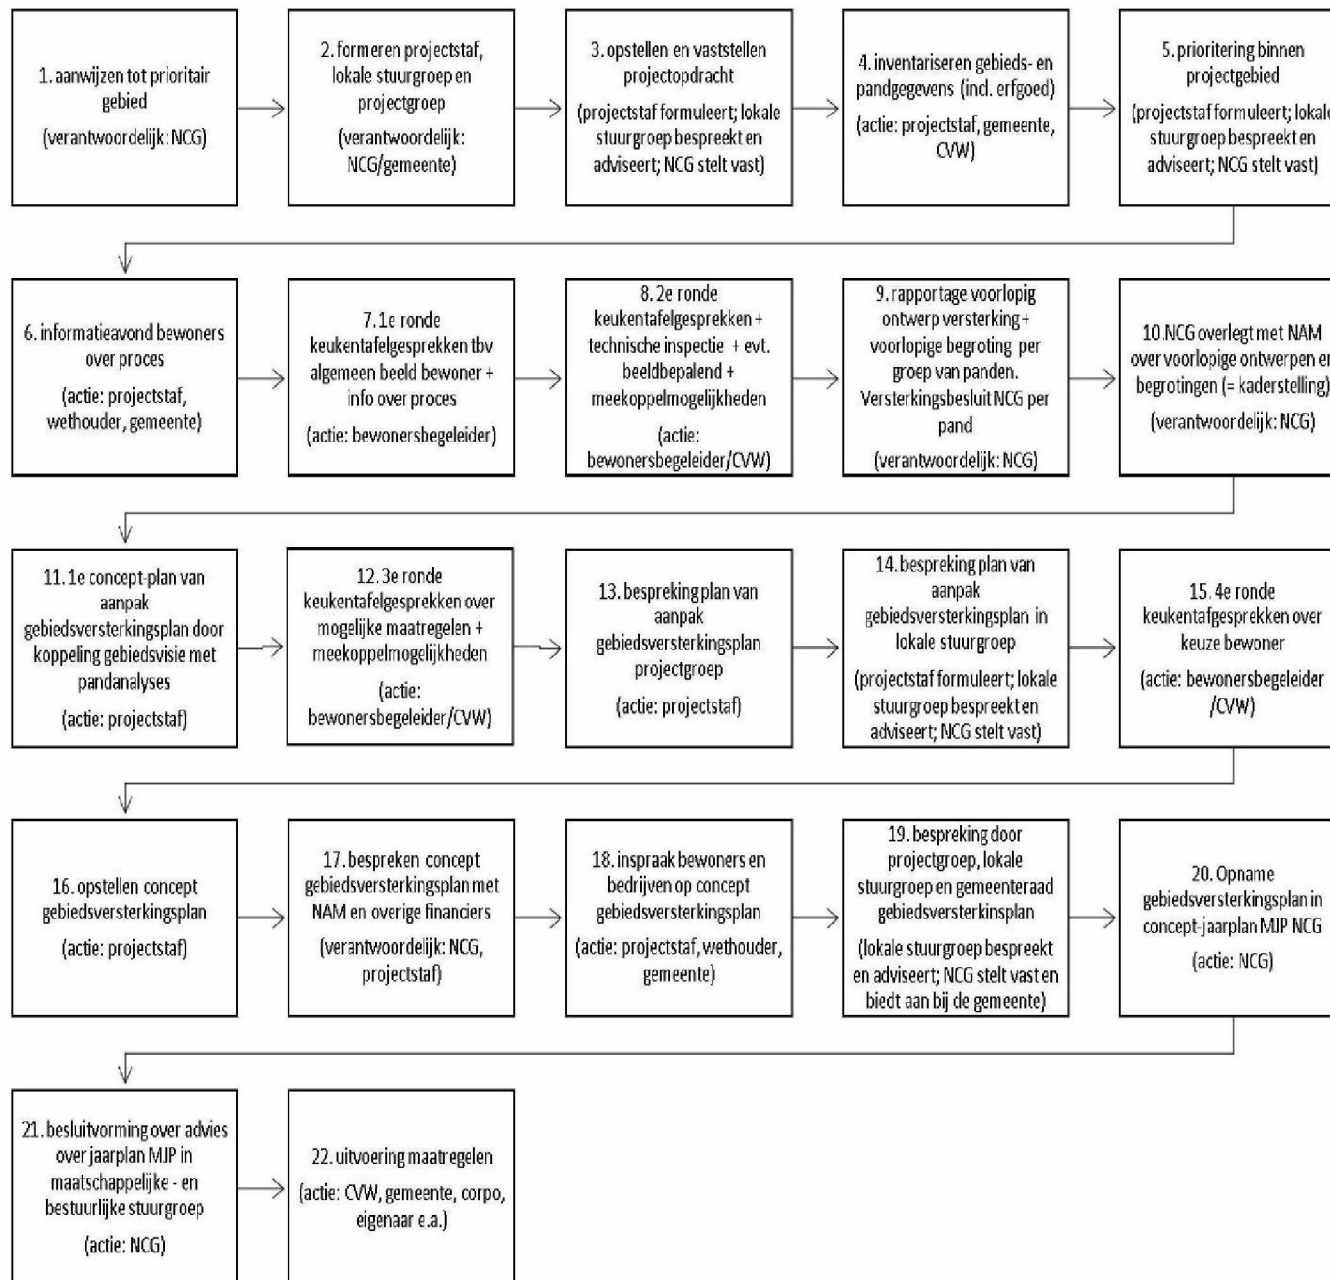 1. aanwijzen tot prioritair
gebied
(verantwoordelijk: NCG)
2. formeren projectstaf,
lokale stuurgroep en
projectgroep
(verantwoordelijk:
NCG/gemeente)
3. opstellen en vaststellen
projectopdracht
(projectstaf formuleert; lokale
stuurgroep bespreekt en
adviseert; NCG stelt vast)
4. inventariseren gebieds- en
pandgegevens (incl. erfgoed)
(actie: projectstaf, gemeente,
CVW)
5. prioritering binnen
projectgebied
(projectstaf formuleert; lokale
stuurgroep bespreekt en
adviseert; NCG stelt vast)
6. informatieavond bewoners
over proces
(actie: projectstaf,
wethouder, gemeente)
7. 1e ronde
keukentafelgesprekken tbv
algemeen beeld bewoner +
info over proces
(actie: bewonersbegeleider)
8. 2e ronde
keukentafelgesprekken +
technische inspectie + evt.
beeldbepalend +
meekoppelmogelijkheden
(actie:
bewonersbegeleider/CVW)
9. rapportage voorlopig
ontwerp versterking +
voorlopige begroting per
groep van panden.
Versterkingsbesluit NCG per
pand
(verantwoordelijk: NCG)
10. NCG overlegt met NAM
over voorlopige ontwerpen en
begrotingen (= kaderstelling)
(verantwoordelijk: NCG)
11. 1e concept-plan van
aanpak
gebiedsversterkingsplan door
koppeling gebiedsvisie met
pandanalyses
(actie: projectstaf)
12. 3e ronde
keukentafelgesprekken over
mogelijke maatregelen +
meekoppelmogelijkheden
(actie:
bewonersbegeleider/CVW)
13. bespreking plan van
aanpak
gebiedsversterkingsplan
projectgroep
(actie: projectstaf)
14. bespreking plan van
aanpak
gebiedsversterkingsplan in
lokale stuurgroep
(projectstaf formuleert; lokale
stuurgroep bespreekt en
adviseert; NCG stelt vast)
15. 4e ronde
keukentafgesprekken over
keuze bewoner
(actie: bewonersbegeleider
/CVW)
16. opstellen concept
gebiedsversterkingsplan
(actie: projectstaf)
17. bespreken concept
gebiedsversterkingsplan met
NAM en overige financiers
(verantwoordelijk: NCG,
projectstaf)
18. inspraak bewoners en
bedrijven op concept
gebiedsversterkingsplan
(actie: projectstaf, wethouder,
gemeente)
19. bespreking door
projectgroep, lokale
stuurgroep en gemeenteraad
gebiedsversterkinsplan
(lokale stuurgroep bespreekt
en adviseert; NCG stelt vast en
biedt aan bij de gemeente)
20. Opname
gebiedsversterkingsplan in
concept-jaarplan MJP NCG
(actie: NCG)
21. besluitvorming over advies
over jaarplan MJP in
maatschappelijke - en
bestuurlijke stuurgroep
(actie: NCG)
22. uitvoering maatregelen
(actie: CVW, gemeente, corpo,
eigenaar e.a.)